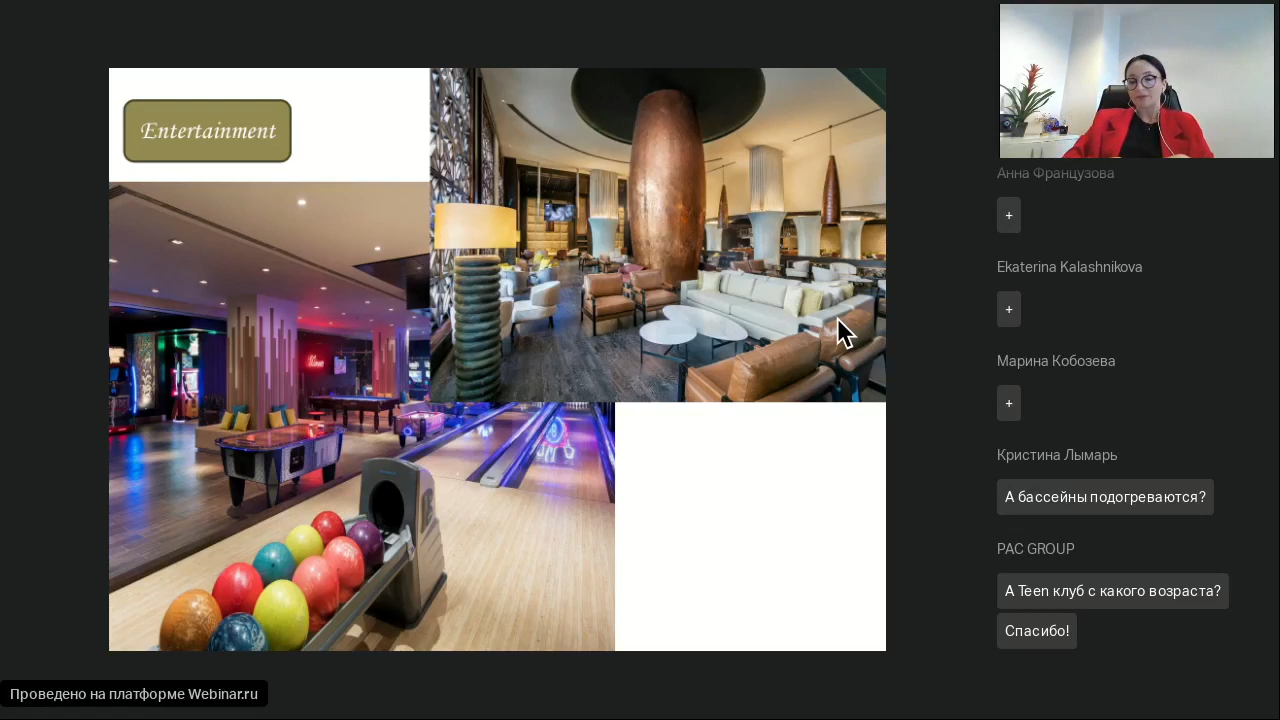 Entertainment
Анна Французова
+
Ekaterina Kalashnikova
+
Марина Кобозева
+
Кристина Лымарь
А бассейны подогреваются?
PAC GROUP
А Teen клуб с какого возраста?
Спасибо!
Проведено на платформе Webinar.ru